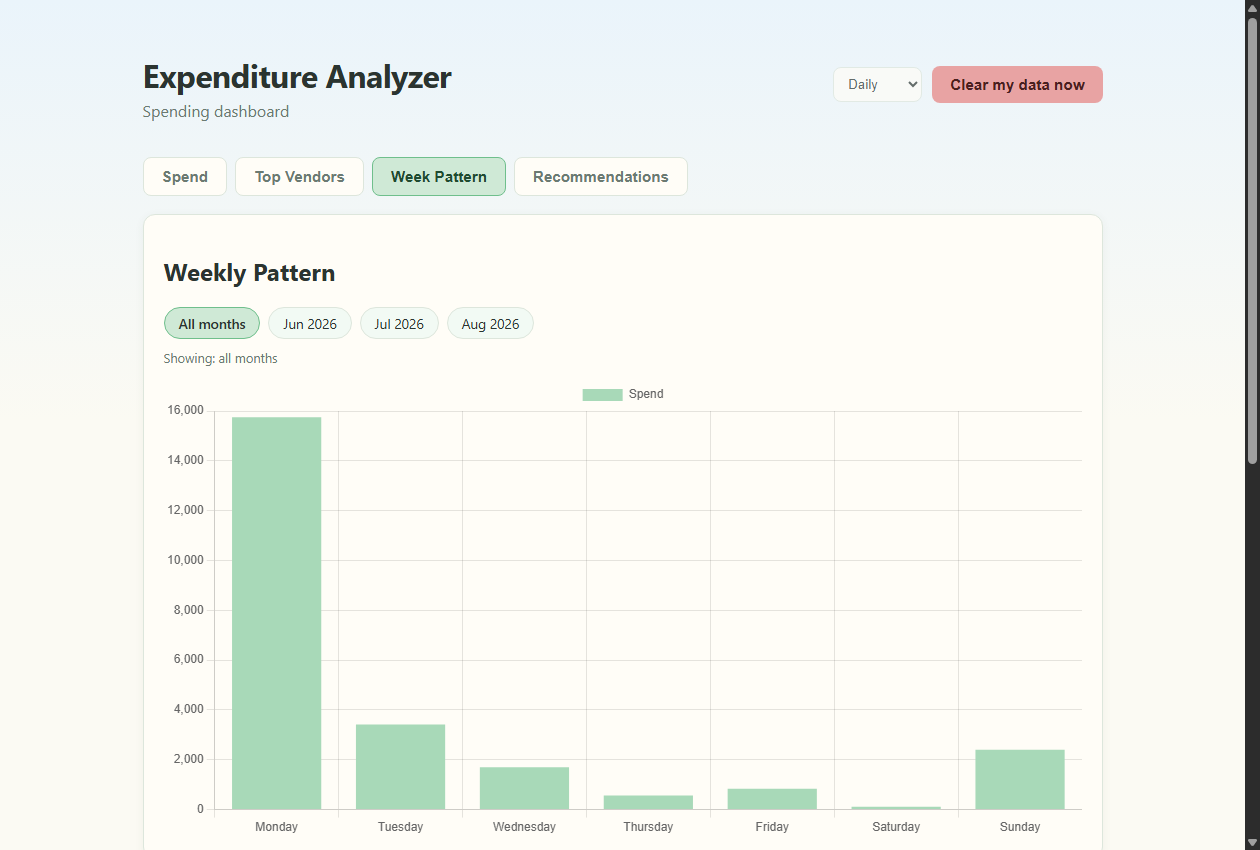 Expenditure Analyzer
Spending dashboard
Daily
Clear my data now
Spend
Top Vendors
Week Pattern
Recommendations
Weekly Pattern
All months
Jun 2026
Jul 2026
Aug 2026
Showing: all months
Spend
16,000
14,000
12,000
10,000
8,000
6,000
4,000
2,000
0
Monday
Tuesday
Wednesday
Thursday
Friday
Saturday
Sunday